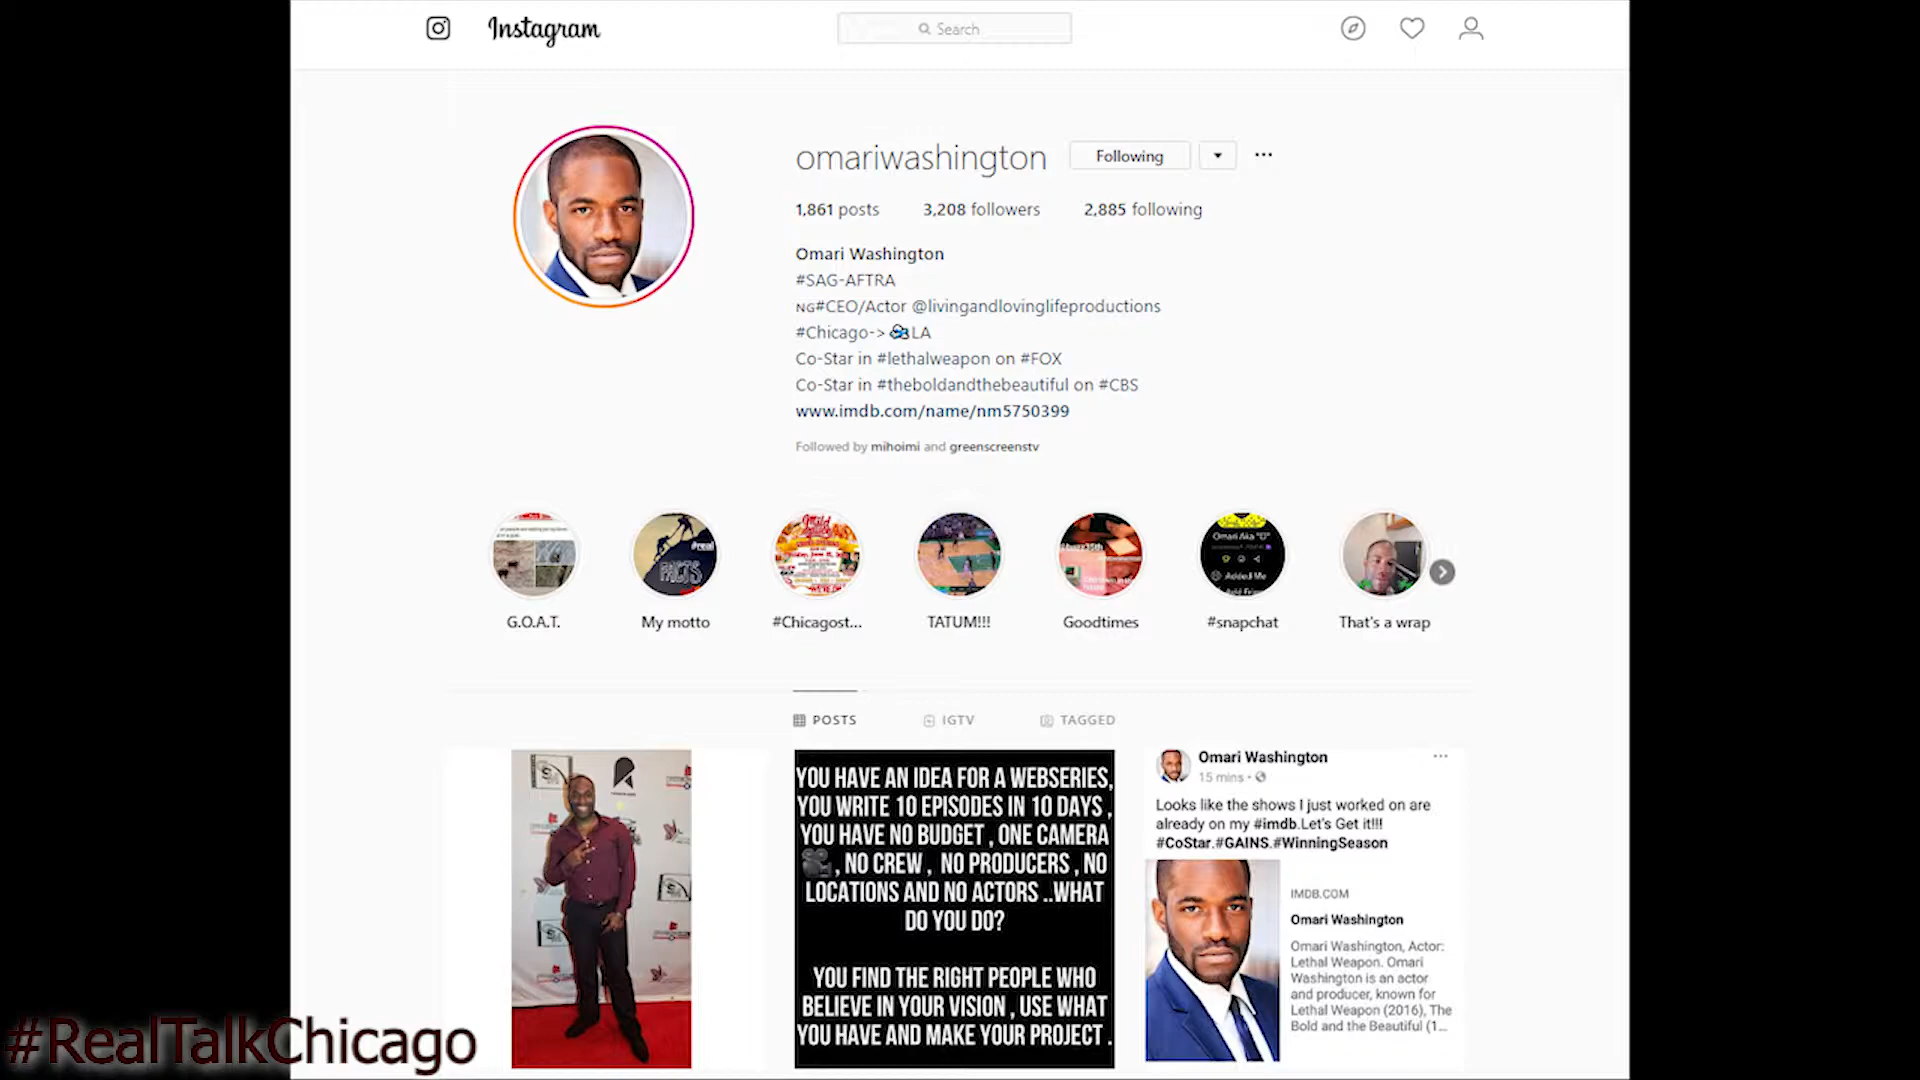 Instagram
Search
omariwashington
Following
1,861 posts
3,208 followers
2,885 following
Omari Washington
#SAG-AFTRA
NG#CEO/Actor @livingandlovinglifeproductions
#Chicago-> LA
Co-Star in #lethalweapon on #FOX
Co-Star in #theboldandthebeautiful on #CBS
www.imdb.com/name/nm5750399
Followed by mihoimi and greenscreenstv
#real
FACTS
Omari Aka "O"
Added Me
G.O.A.T.
My motto
#Chicagost...
TATUM!!!
Goodtimes
#snapchat
That's a wrap
POSTS
IGTV
TAGGED
YOU HAVE AN IDEA FOR A WEBSERIES,
YOU WRITE 10 EPISODES IN 10 DAYS ,
YOU HAVE NO BUDGET , ONE CAMERA
, NO CREW , NO PRODUCERS , NO
LOCATIONS AND NO ACTORS ..WHAT
DO YOU DO?
YOU FIND THE RIGHT PEOPLE WHO
BELIEVE IN YOUR VISION , USE WHAT
YOU HAVE AND MAKE YOUR PROJECT .
Omari Washington
15 mins
Looks like the shows I just worked on are
already on my #imdb.Let's Get it!!!
#CoStar.#GAINS.#WinningSeason
IMDB.COM
Omari Washington
Omari Washington, Actor:
Lethal Weapon. Omari
Washington is an actor
and producer, known for
Lethal Weapon (2016), The
Bold and the Beautiful (1...
#RealTalkChicago